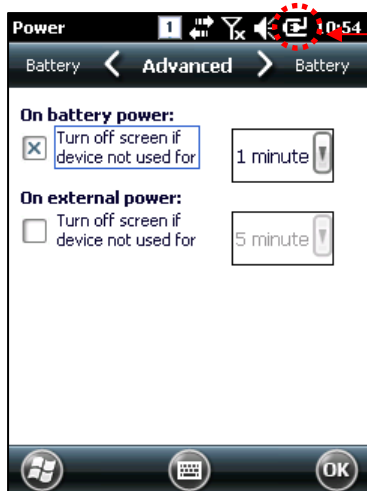 Power 1 10:54
Battery Advanced Battery
On battery power:
Turn off screen if
device not used for
1 minute
On external power:
Turn off screen if
device not used for
5 minute
OK